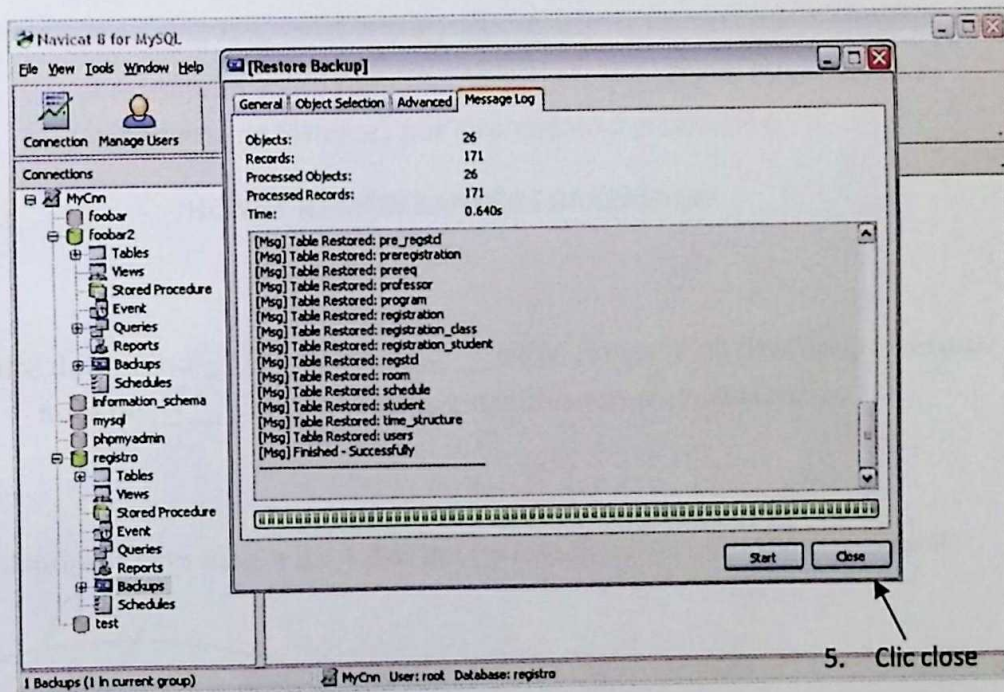 Navicat 8 for MySQL
File View Tools Window Help
Connection Manage Users
Connections
MyCnn
foobar
foobar2
Tables
Views
Stored Procedure
Event
Queries
Reports
Backups
Schedules
information_schema
mysql
phpmyadmin
registro
Tables
Views
Stored Procedure
Event
Queries
Reports
Backups
Schedules
test
[Restore Backup]
General Object Selection Advanced Message Log
Objects: 26
Records: 171
Processed Objects: 26
Processed Records: 171
Time: 0.640s
[Msg] Table Restored: pre_regstd
[Msg] Table Restored: preregistration
[Msg] Table Restored: prereq
[Msg] Table Restored: professor
[Msg] Table Restored: program
[Msg] Table Restored: registration
[Msg] Table Restored: registration_class
[Msg] Table Restored: registration_student
[Msg] Table Restored: regstd
[Msg] Table Restored: room
[Msg] Table Restored: schedule
[Msg] Table Restored: student
[Msg] Table Restored: time_structure
[Msg] Table Restored: users
[Msg] Finished - Successfully
Start Close
5. Clic close
1 Backups (1 in current group) MyCnn User: root Database: registro